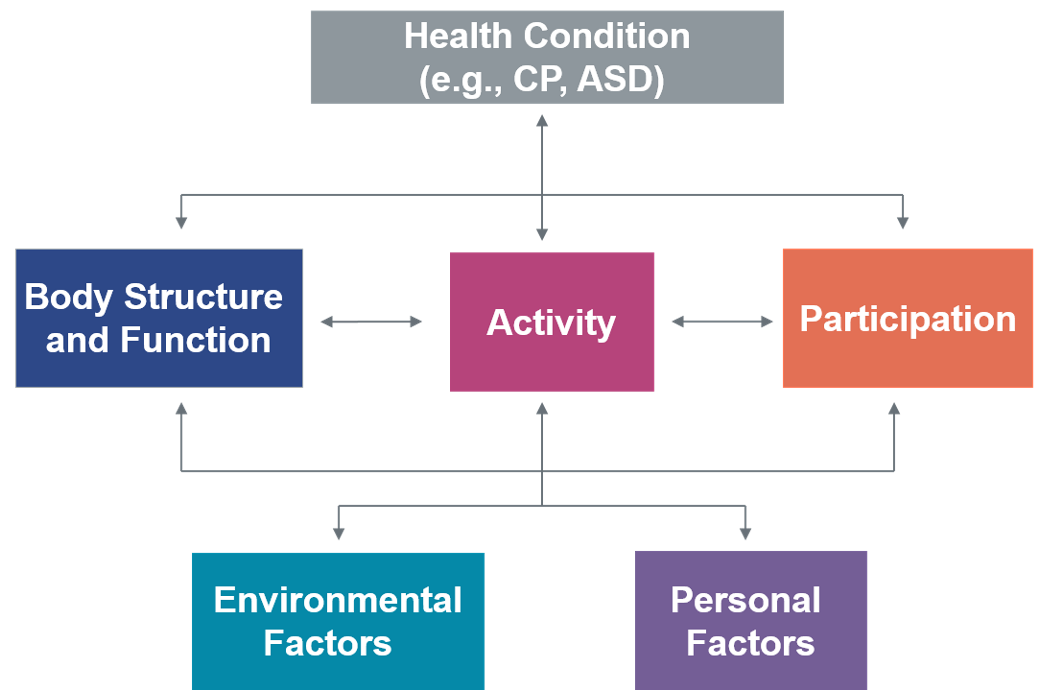 Health Condition
(e.g., CP, ASD)
Body Structure
and Function
Activity
Participation
Environmental
Factors
Personal
Factors